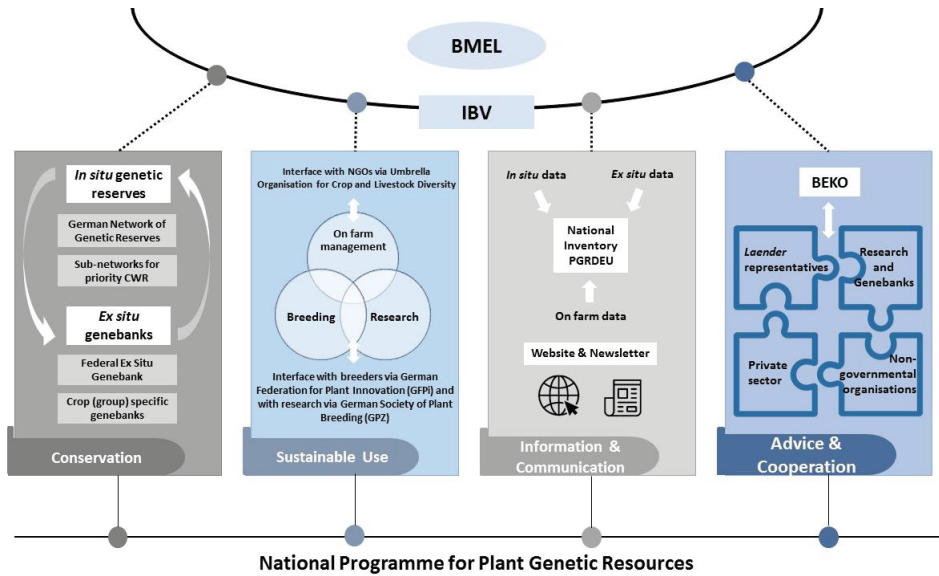 BMEL
IBV
In situ genetic
reserves
German Network of
Genetic Reserves
Sub-networks for
priority CWR
Ex situ
genebanks
Federal Ex Situ
Genebank
Crop (group) specific
genebanks
Conservation
Interface with NGOs via Umbrella
Organisation for Crop and Livestock Diversity
On farm
management
Breeding
Research
Interface with breeders via German
Federation for Plant Innovation (GFPi) and
with research via German Society of Plant
Breeding (GPZ)
Sustainable Use
In situ data
Ex situ data
National
Inventory
PGRDEU
On farm data
Website & Newsletter
Information &
Communication
BEKO
Laender
representatives
Research
and
Genebanks
Private
sector
Non-
governmental
organisations
Advice &
Cooperation
National Programme for Plant Genetic Resources